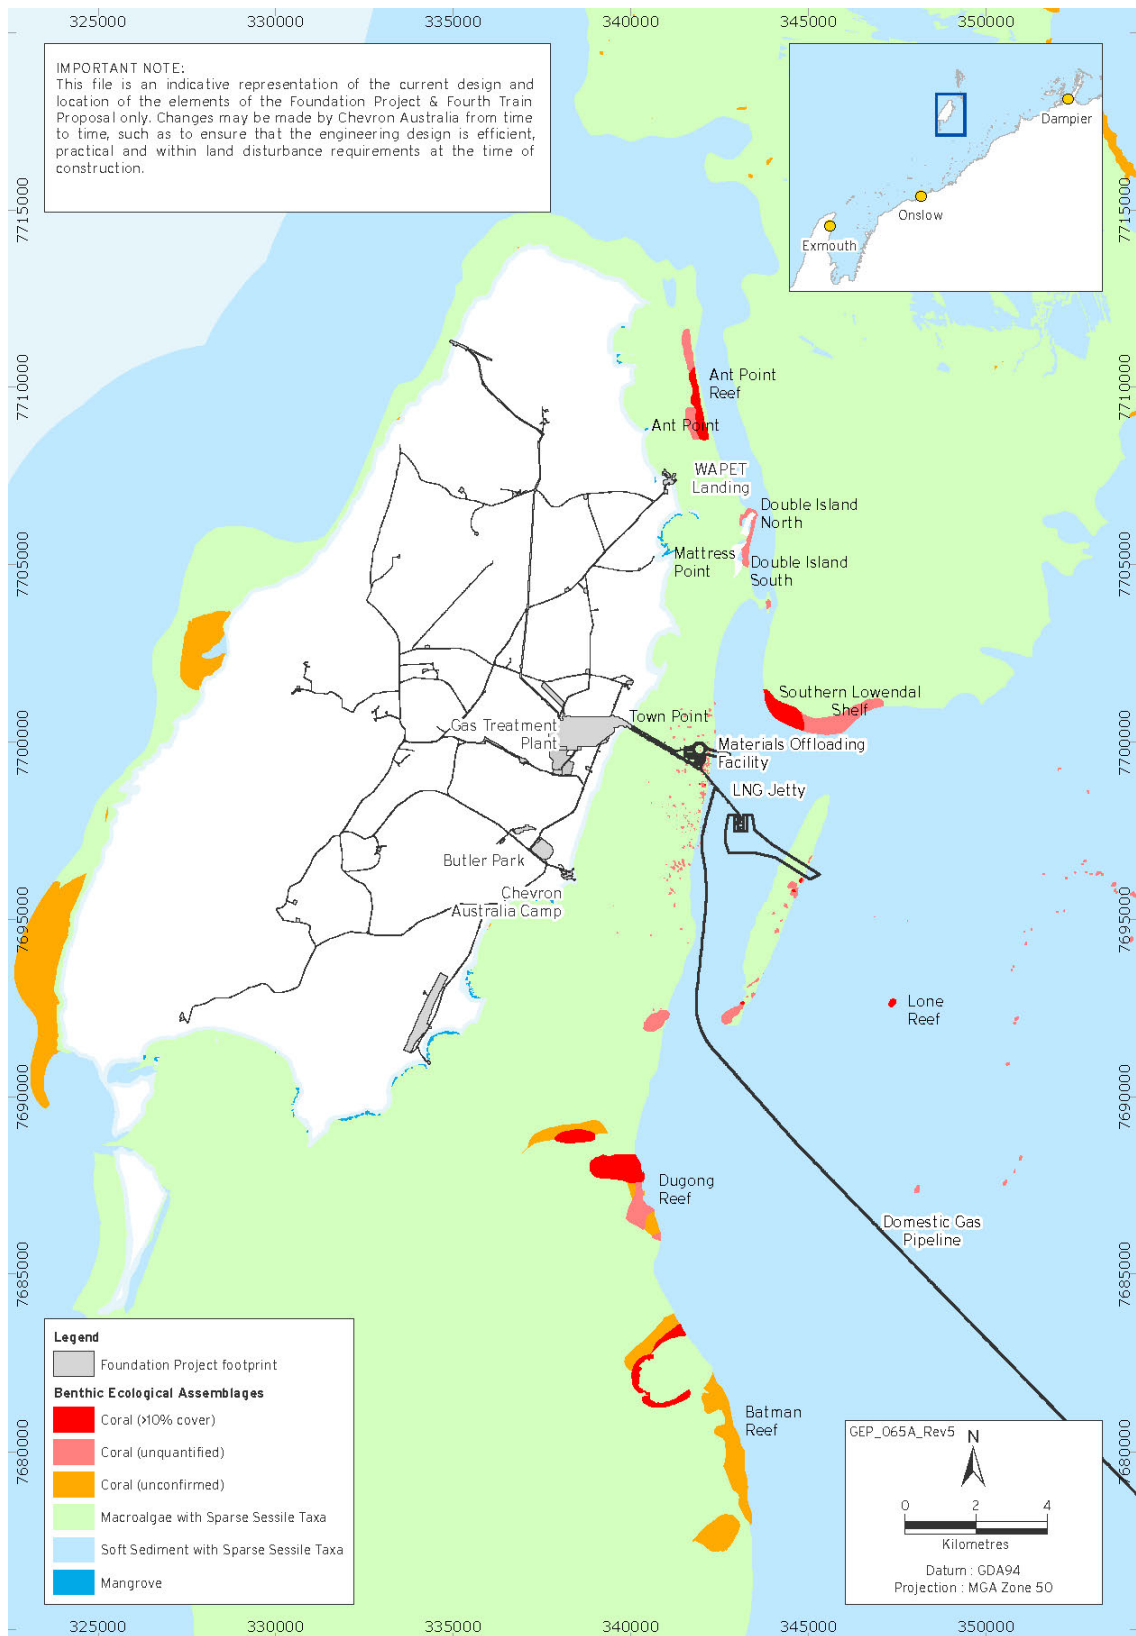 325000
330000
335000
340000
345000
350000
IMPORTANT NOTE:
This file is an indicative representation of the current design and
location of the elements of the Foundation Project & Fourth Train
Proposal only. Changes may be made by Chevron Australia from time
to time, such as to ensure that the engineering design is efficient,
practical and within land disturbance requirements at the time of
construction.
Dampier
Onslow
Exmouth
7715000
7715000
7710000
7710000
7705000
7705000
7700000
7700000
7695000
7695000
7690000
7690000
7685000
7685000
7680000
7680000
Ant Point
Reef
Ant Point
WAPET
Landing
Double Island
North
Mattress
Point
Double Island
South
Southern Lowendal
Shelf
Town Point
Gas Treatment
Plant
Materials Offloading
Facility
LNG Jetty
Butler Park
Chevron
Australia Camp
Lone
Reef
Dugong
Reef
Domestic Gas
Pipeline
Batman
Reef
Legend
Foundation Project footprint
Benthic Ecological Assemblages
Coral (>10% cover)
Coral (unquantified)
Coral (unconfirmed)
Macroalgae with Sparse Sessile Taxa
Soft Sediment with Sparse Sessile Taxa
Mangrove
GEP_065A_Rev5
N
0
2
4
Kilometres
Datum : GDA94
Projection : MGA Zone 50
325000
330000
335000
340000
345000
350000